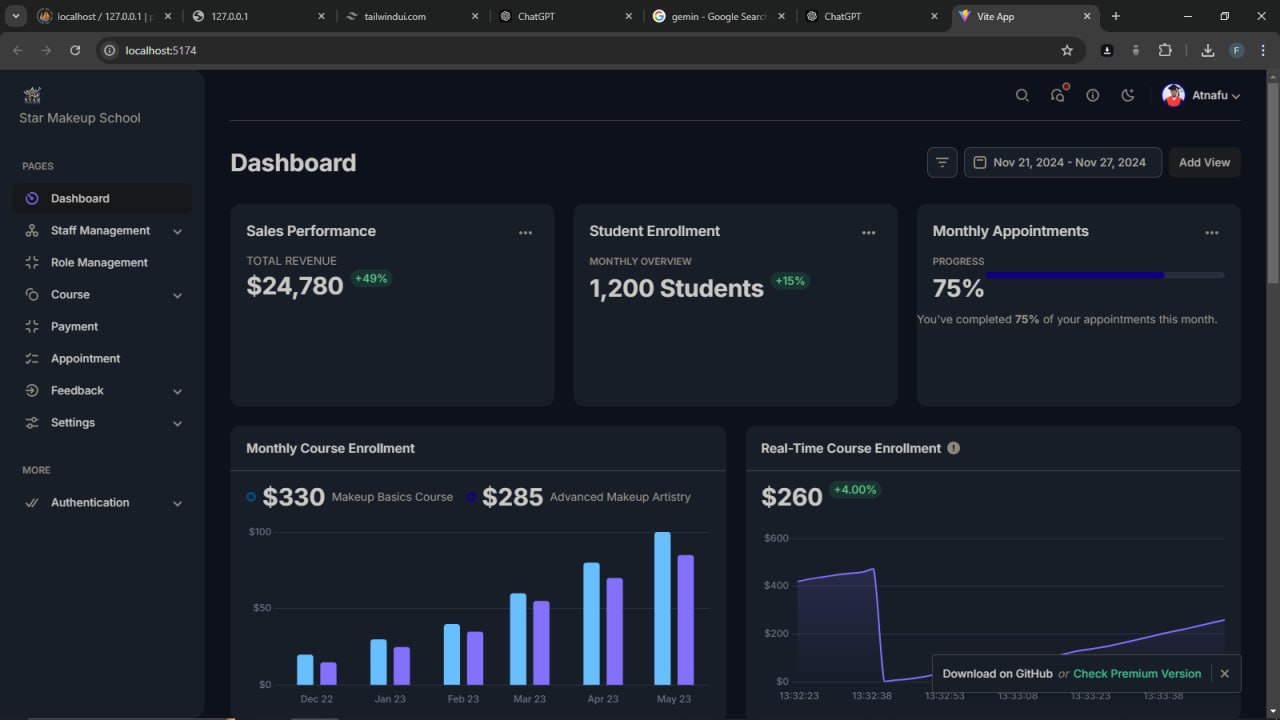 localhost / 127.0.0.1 | p
127.0.0.1
tailwindui.com
ChatGPT
gemin - Google Search
ChatGPT
Vite App
localhost:5174
F
STAR
Star Makeup School
Atnafu
PAGES
Dashboard
Staff Management
Role Management
Course
Payment
Appointment
Feedback
Settings
MORE
Authentication
Dashboard
Nov 21, 2024 - Nov 27, 2024
Add View
Sales Performance
TOTAL REVENUE
$24,780 +49%
Student Enrollment
MONTHLY OVERVIEW
1,200 Students +15%
Monthly Appointments
PROGRESS
75%
You've completed 75% of your appointments this month.
Monthly Course Enrollment
$330 Makeup Basics Course $285 Advanced Makeup Artistry
$100
$50
$0
Dec 22 Jan 23 Feb 23 Mar 23 Apr 23 May 23
Real-Time Course Enrollment
$260 +4.00%
$600
$400
$200
$0
13:32:23 13:32:38 13:32:53 13:33:08 13:33:23 13:33:38
Download on GitHub or Check Premium Version